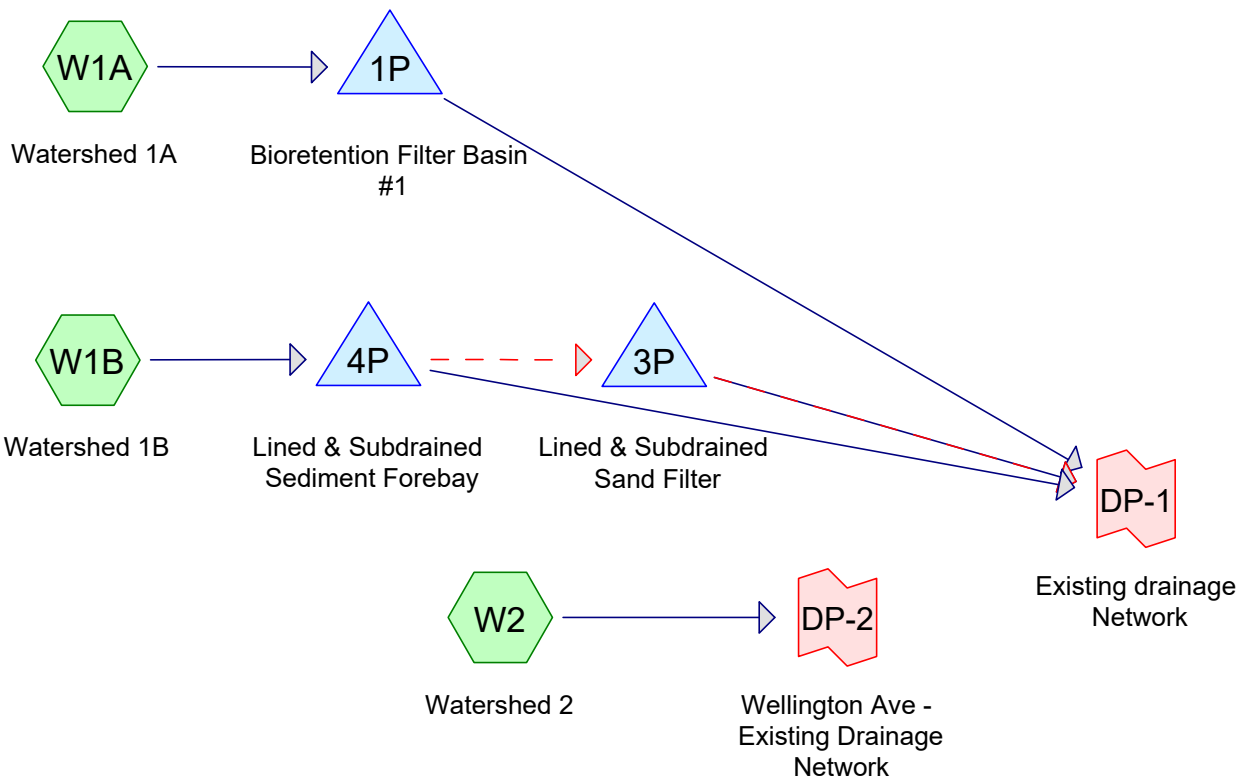 W1A
1P
Watershed 1A
Bioretention Filter Basin
#1
W1B
4P
3P
Watershed 1B
Lined & Subdrained
Sediment Forebay
Lined & Subdrained
Sand Filter
DP-1
Existing drainage
Network
W2
DP-2
Watershed 2
Wellington Ave -
Existing Drainage
Network